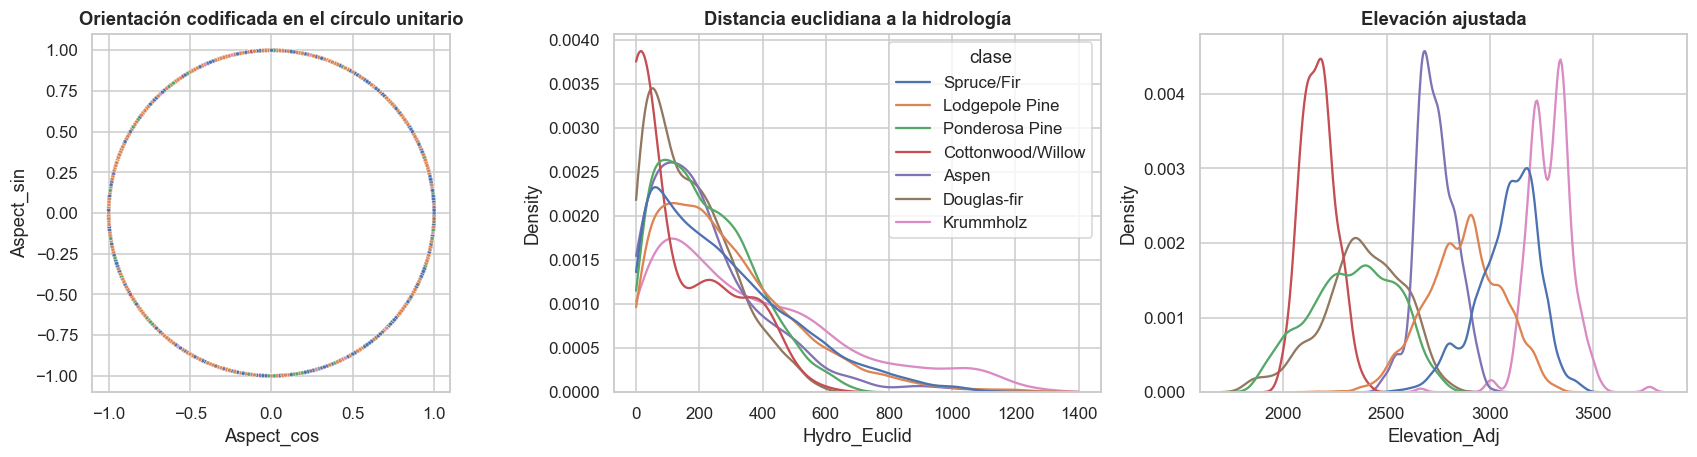 Orientación codificada en el círculo unitario
1.00
0.75
0.50
0.25
0.00
−0.25
−0.50
−0.75
−1.00
Aspect_sin
−1.0 −0.5 0.0 0.5 1.0
Aspect_cos
Distancia euclidiana a la hidrología
0.0040
0.0035
0.0030
0.0025
0.0020
0.0015
0.0010
0.0005
0.0000
Density
clase
Spruce/Fir
Lodgepole Pine
Ponderosa Pine
Cottonwood/Willow
Aspen
Douglas-fir
Krummholz
0 200 400 600 800 1000 1200 1400
Hydro_Euclid
Elevación ajustada
0.004
0.003
0.002
0.001
0.000
Density
2000 2500 3000 3500
Elevation_Adj